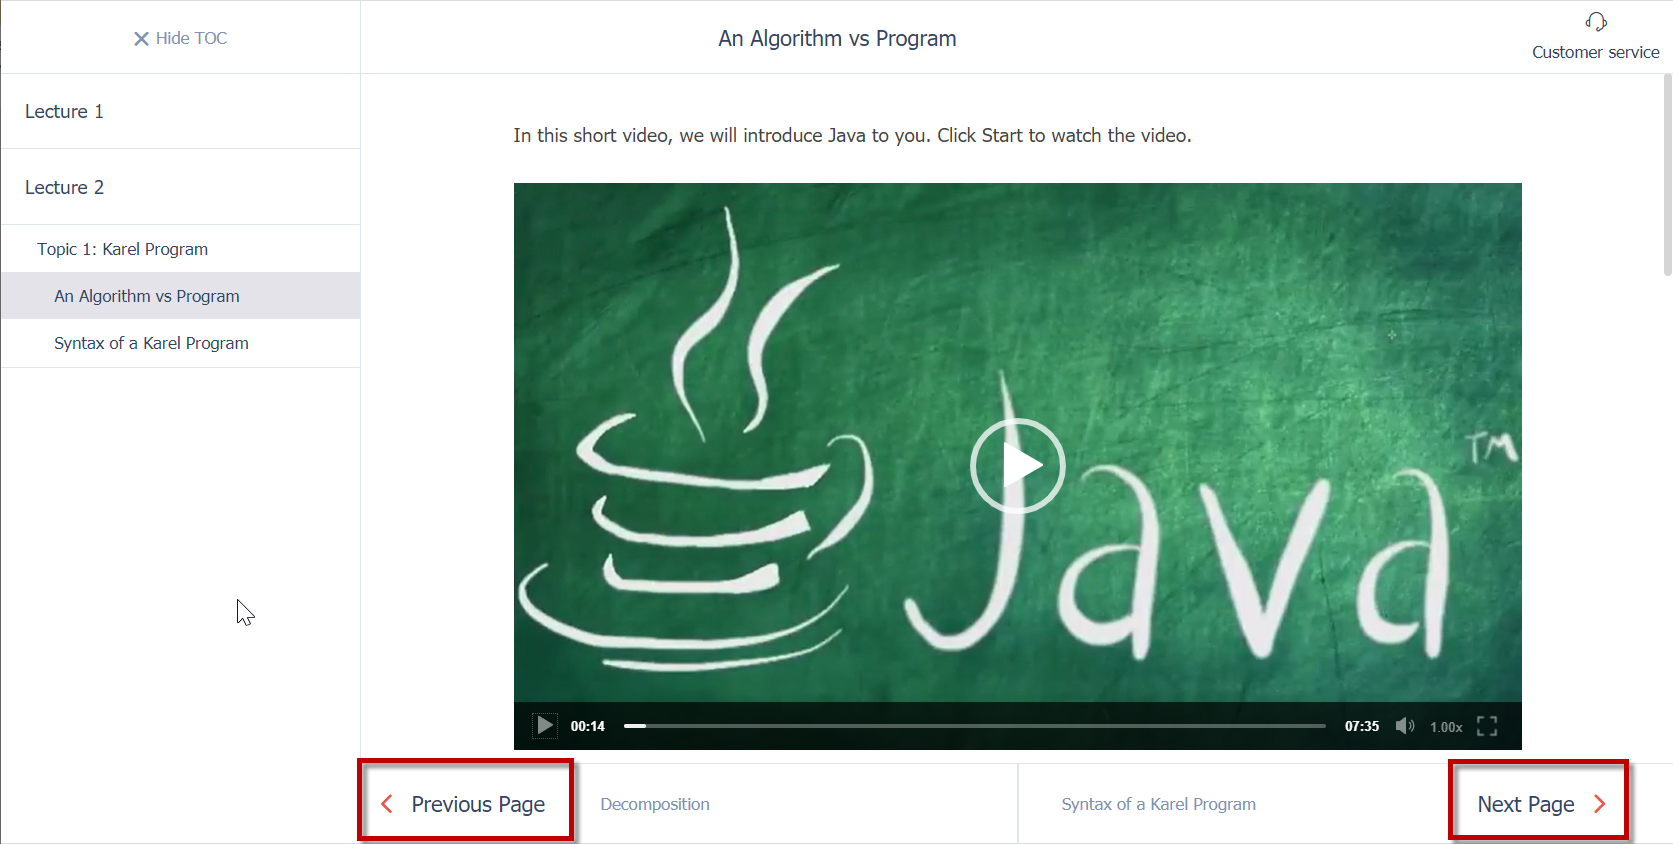 Hide TOC
An Algorithm vs Program
Customer service
Lecture 1
Lecture 2
Topic 1: Karel Program
An Algorithm vs Program
Syntax of a Karel Program
In this short video, we will introduce Java to you. Click Start to watch the video.
Java TM
00:14
07:35
1.00x
Previous Page
Decomposition
Syntax of a Karel Program
Next Page